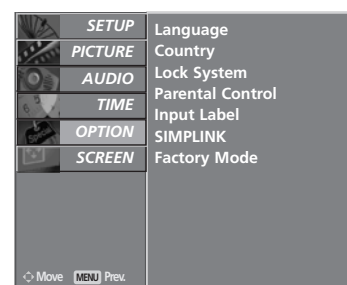 SETUP
PICTURE
AUDIO
TIME
OPTION
SCREEN
Language
Country
Lock System
Parental Control
Input Label
SIMPLINK
Factory Mode
Move MENU Prev.